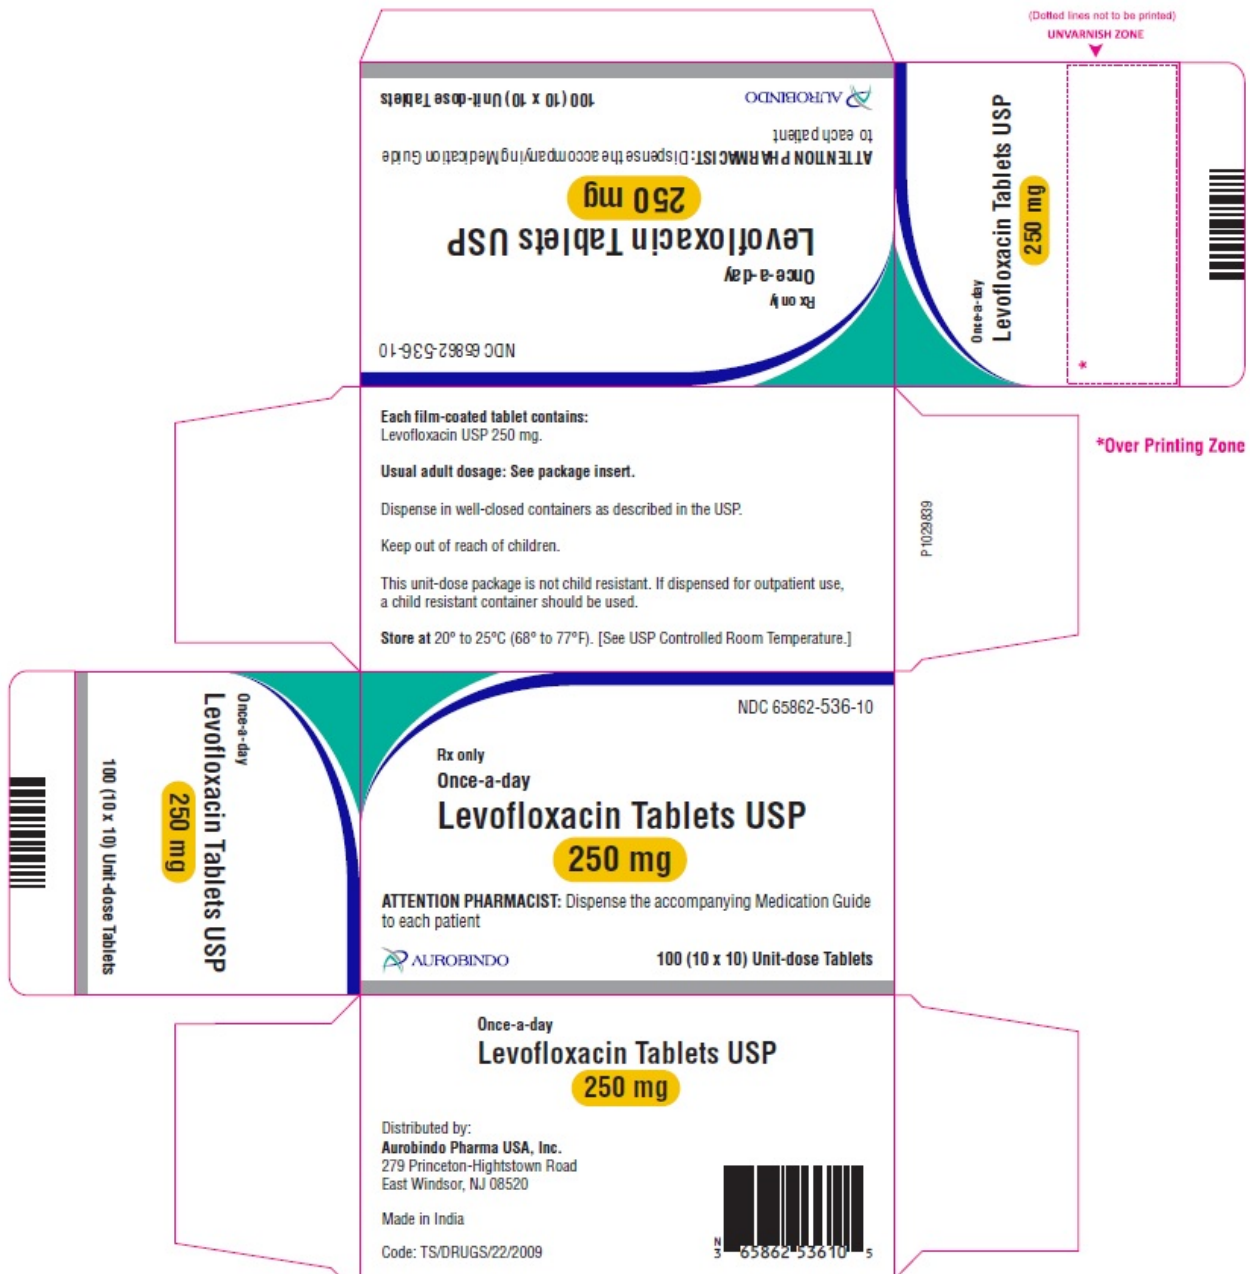 (Dotted lines not to be printed)
UNVARNISH ZONE
100 (10 x 10) Unit-dose Tablets
AUROBINDO
ATTENTION PHARMACIST: Dispense the accompanying Medication Guide
to each patient
250 mg
Levofloxacin Tablets USP
Once-a-day
Rx only
NDC 65862-536-10
Once-a-day
Levofloxacin Tablets USP
250 mg
*
*Over Printing Zone
Each film-coated tablet contains:
Levofloxacin USP 250 mg.
Usual adult dosage: See package insert.
Dispense in well-closed containers as described in the USP.
Keep out of reach of children.
This unit-dose package is not child resistant. If dispensed for outpatient use,
a child resistant container should be used.
Store at 20° to 25°C (68° to 77°F). [See USP Controlled Room Temperature.]
P1029839
Once-a-day
Levofloxacin Tablets USP
250 mg
100 (10 x 10) Unit-dose Tablets
NDC 65862-536-10
Rx only
Once-a-day
Levofloxacin Tablets USP
250 mg
ATTENTION PHARMACIST: Dispense the accompanying Medication Guide
to each patient
AUROBINDO
100 (10 x 10) Unit-dose Tablets
Once-a-day
Levofloxacin Tablets USP
250 mg
Distributed by:
Aurobindo Pharma USA, Inc.
279 Princeton-Hightstown Road
East Windsor, NJ 08520
Made in India
Code: TS/DRUGS/22/2009
N
3 65862 53610 5